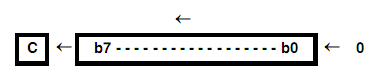 ←
C ← b7 - - - - - - - - - - - - - - - - - - b0 ← 0